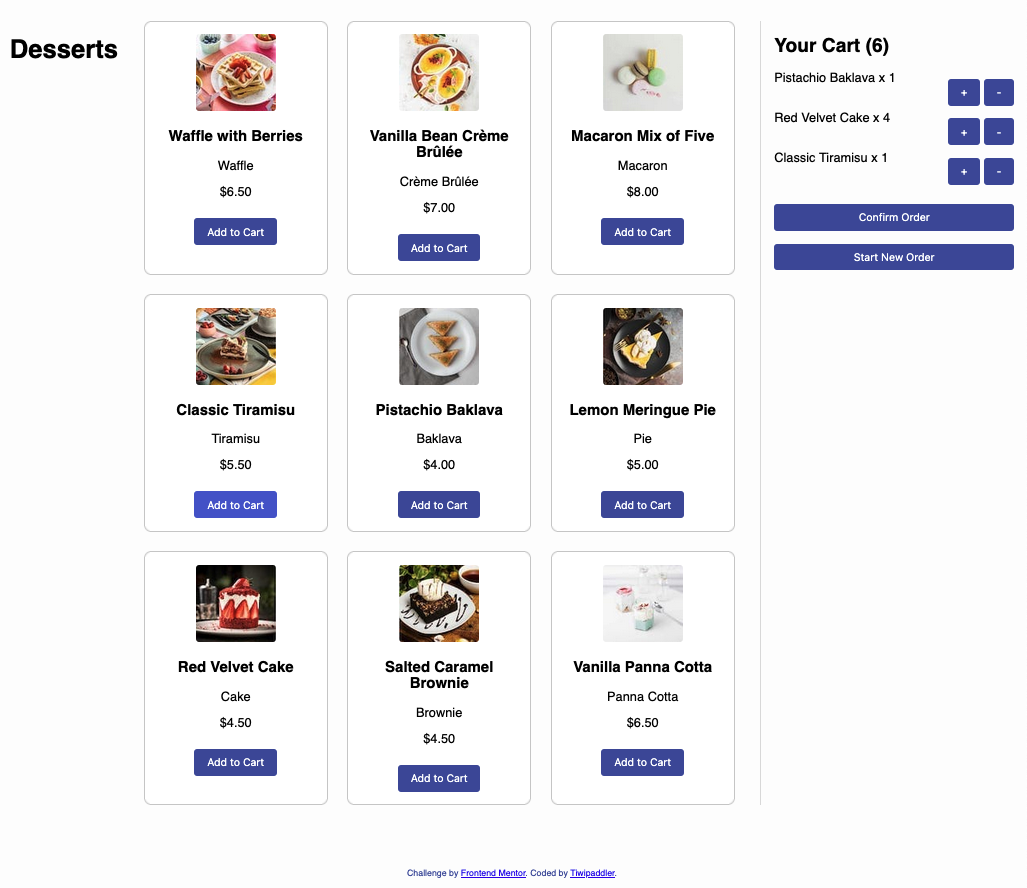 Desserts
Waffle with Berries
Waffle
$6.50
Add to Cart
Vanilla Bean Crème
Brûlée
Crème Brûlée
$7.00
Add to Cart
Macaron Mix of Five
Macaron
$8.00
Add to Cart
Classic Tiramisu
Tiramisu
$5.50
Add to Cart
Pistachio Baklava
Baklava
$4.00
Add to Cart
Lemon Meringue Pie
Pie
$5.00
Add to Cart
Red Velvet Cake
Cake
$4.50
Add to Cart
Salted Caramel
Brownie
Brownie
$4.50
Add to Cart
Vanilla Panna Cotta
Panna Cotta
$6.50
Add to Cart
Your Cart (6)
Pistachio Baklava x 1
+ -
Red Velvet Cake x 4
+ -
Classic Tiramisu x 1
+ -
Confirm Order
Start New Order
Challenge by Frontend Mentor. Coded by Tiwipaddler.